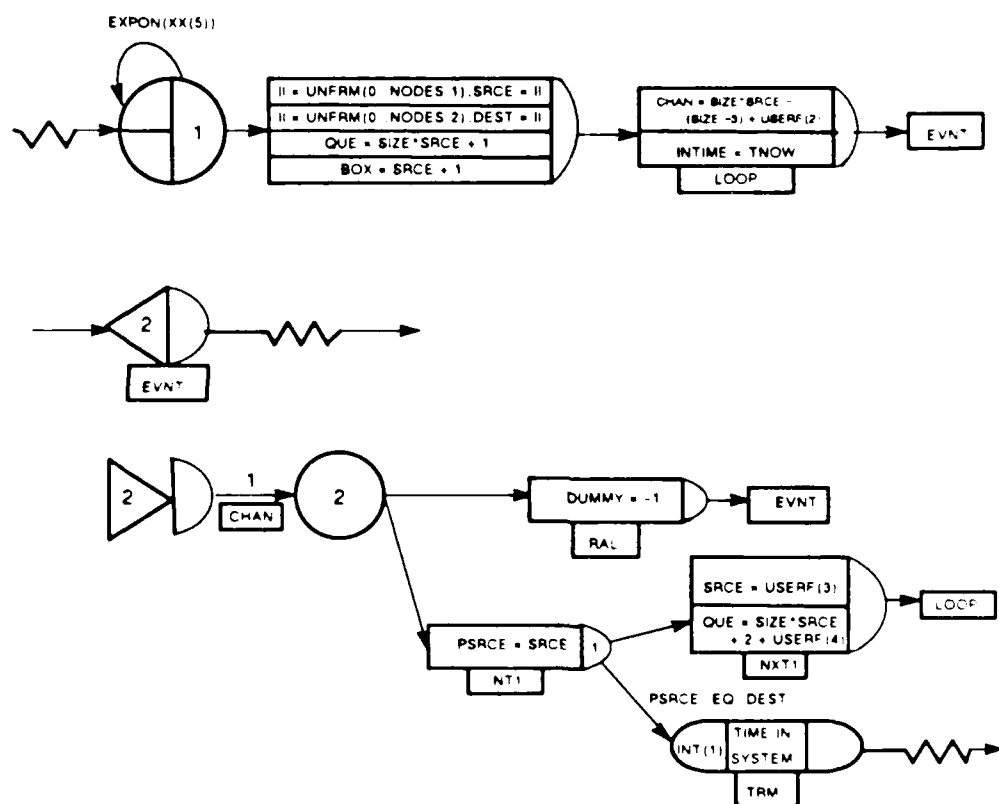 EXPON(XX(5))
1
II = UNFRM(0. NODES 1).SRCE = II
II = UNFRM(0. NODES 2).DEST = II
QUE = SIZE*SRCE + 1
BOX = SRCE + 1
CHAN = SIZE*SRCE -
(SIZE -3) + USERF(2)
INTIME = TNOW
LOOP
EVNT
2
EVNT
2
1
CHAN
2
DUMMY = -1
RAL
EVNT
PSRCE = SRCE
1
NT1
SRCE = USERF(3)
QUE = SIZE*SRCE
+ 2 + USERF(4)
NXT1
LOOP
PSRCE EQ DEST
INT(1)
TIME IN
SYSTEM
TRM